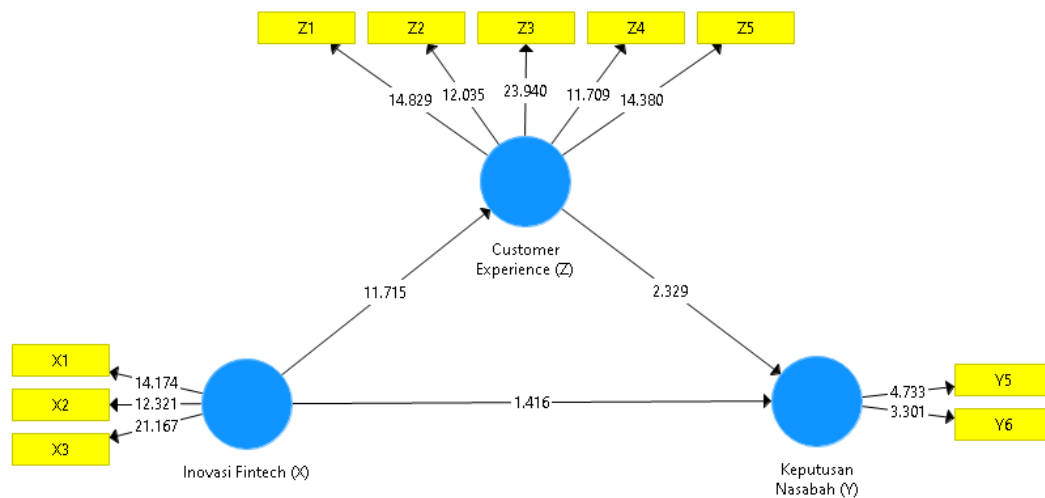 Z1
Z2
Z3
Z4
Z5
14.829
12.035
23.940
11.709
14.380
Customer
Experience (Z)
11.715
2.329
X1
X2
X3
14.174
12.321
21.167
1.416
4.733
3.301
Y5
Y6
Inovasi Fintech (X)
Keputusan
Nasabah (Y)